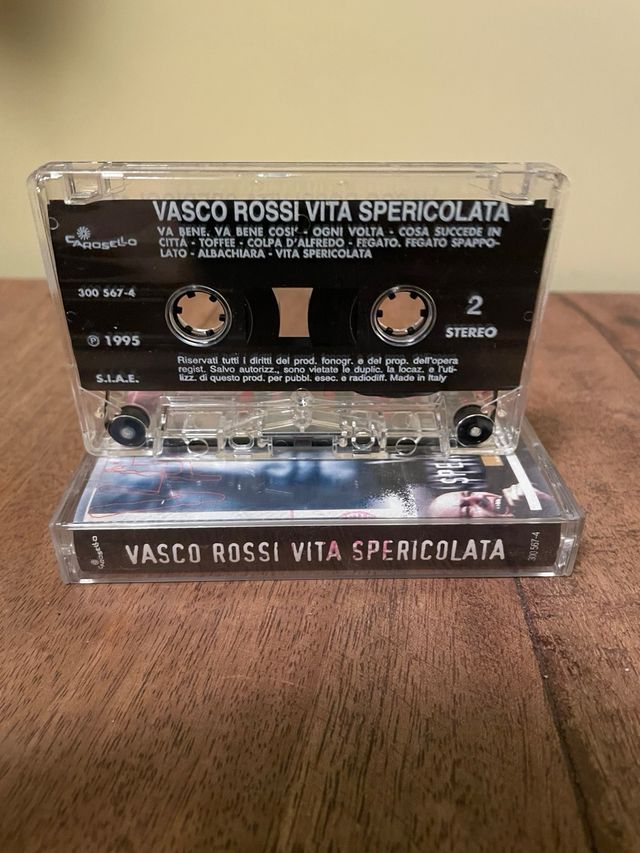 VASCO ROSSI VITA SPERICOLATA
CAROSELLO
VA BENE. VA BENE COSI' - OGNI VOLTA - COSA SUCCEDE IN
CITTÀ - TOFFEE - COLPA D'ALFREDO - FEGATO. FEGATO SPAPPO-
LATO - ALBACHIARA - VITA SPERICOLATA
300 567-4
2
STEREO
℗ 1995
S.I.A.E.
Riservati tutti i diritti del prod. fonogr. e del prop. dell'opera
regist. Salvo autorizz., sono vietate le duplic. la locaz. e l'uti-
lizz. di questo prod. per pubbl. esec. e radiodiff. Made in Italy
SPER
CAROSELLO
VASCO ROSSI VITA SPERICOLATA
300 567-4